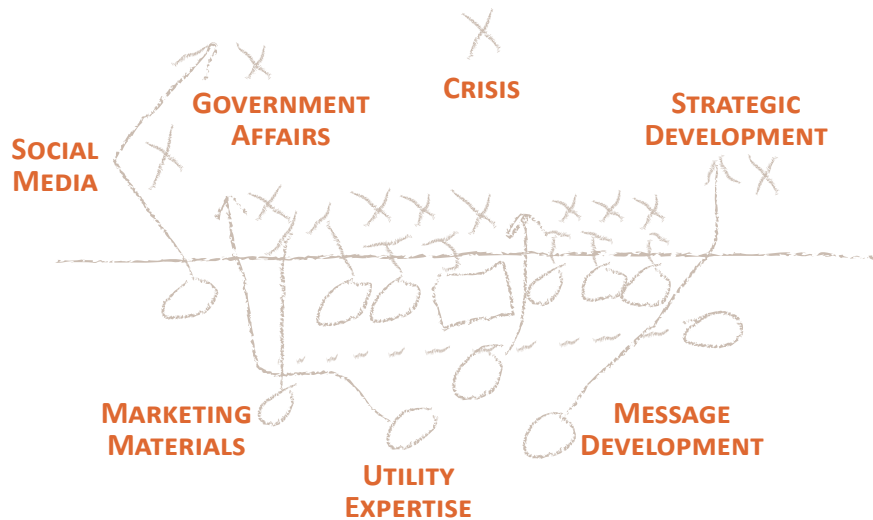 Crisis
Government
Affairs
Strategic
Development
Social
Media
Marketing
Materials
Message
Development
Utility
Expertise